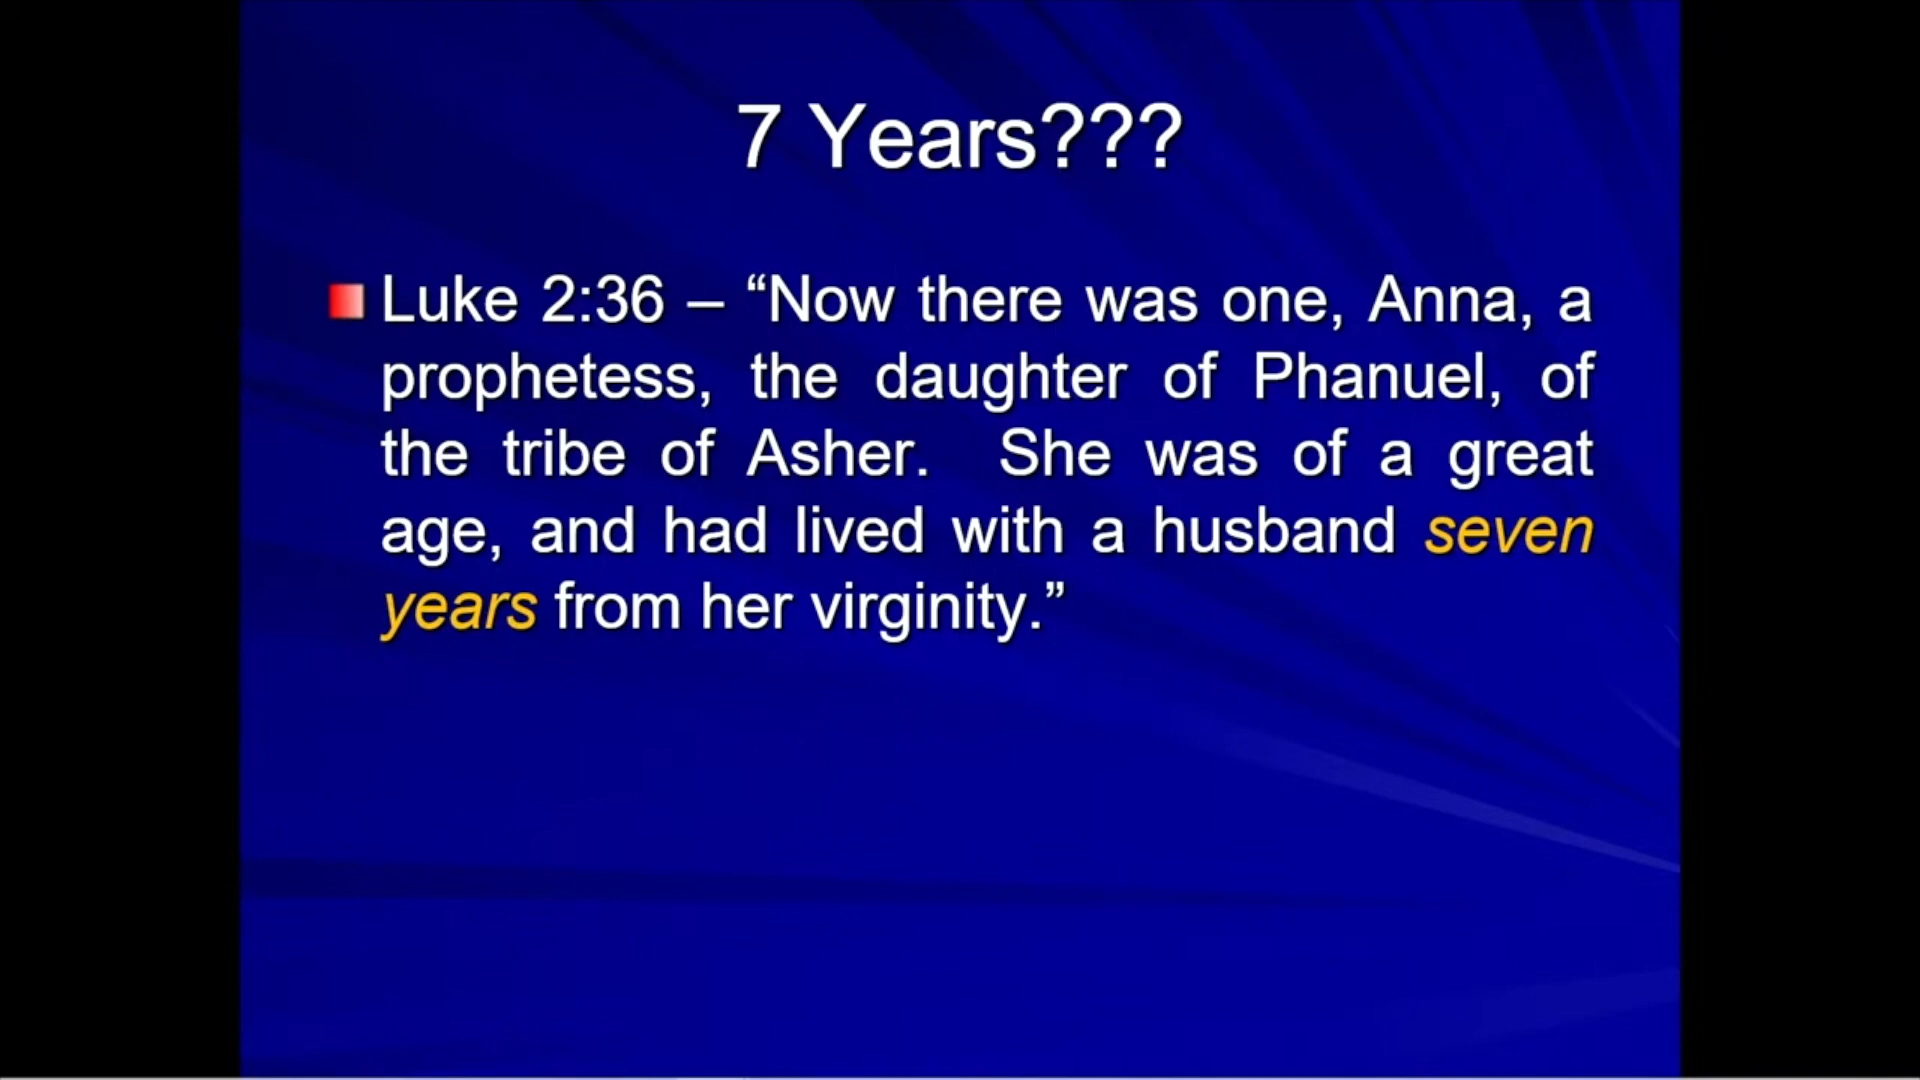 7 Years???
Luke 2:36 – “Now there was one, Anna, a
prophetess, the daughter of Phanuel, of
the tribe of Asher. She was of a great
age, and had lived with a husband seven
years from her virginity.”